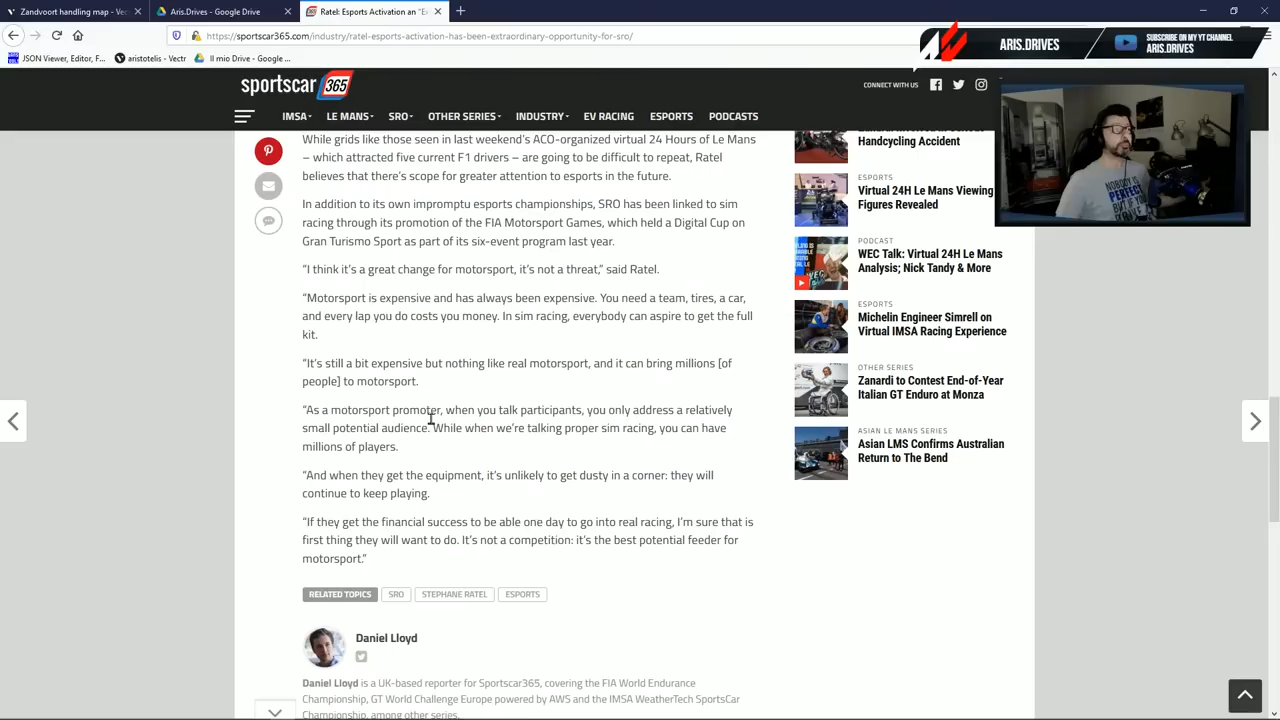 Zandvoort handling map - Vec
Aris.Drives - Google Drive
Ratel: Esports Activation an "E
https://sportscar365.com/industry/ratel-esports-activation-has-been-extraordinary-opportunity-for-sro/
JSON Viewer, Editor, F...
aristotelis - Vectr
Il mio Drive - Google ...
ARIS.DRIVES
SUBSCRIBE ON MY YT CHANNEL
ARIS.DRIVES
sportscar 365
CONNECT WITH US
IMSA LE MANS SRO OTHER SERIES INDUSTRY EV RACING ESPORTS PODCASTS
While grids like those seen in last weekend's ACO-organized virtual 24 Hours of Le Mans
– which attracted five current F1 drivers – are going to be difficult to repeat, Ratel
believes that there's scope for greater attention to esports in the future.
In addition to its own impromptu esports championships, SRO has been linked to sim
racing through its promotion of the FIA Motorsport Games, which held a Digital Cup on
Gran Turismo Sport as part of its six-event program last year.
“I think it's a great change for motorsport, it's not a threat,” said Ratel.
“Motorsport is expensive and has always been expensive. You need a team, tires, a car,
and every lap you do costs you money. In sim racing, everybody can aspire to get the full
kit.
“It's still a bit expensive but nothing like real motorsport, and it can bring millions [of
people] to motorsport.
“As a motorsport promoter, when you talk participants, you only address a relatively
small potential audience. While when we're talking proper sim racing, you can have
millions of players.
“And when they get the equipment, it's unlikely to get dusty in a corner: they will
continue to keep playing.
“If they get the financial success to be able one day to go into real racing, I'm sure that is
first thing they will want to do. It's not a competition: it's the best potential feeder for
motorsport.”
RELATED TOPICS SRO STEPHANE RATEL ESPORTS
Daniel Lloyd
Daniel Lloyd is a UK-based reporter for Sportscar365, covering the FIA World Endurance
Championship, GT World Challenge Europe powered by AWS and the IMSA WeatherTech SportsCar
Championship, among other series.
Handcycling Accident
ESPORTS
Virtual 24H Le Mans Viewing
Figures Revealed
PODCAST
WEC Talk: Virtual 24H Le Mans
Analysis; Nick Tandy & More
ESPORTS
Michelin Engineer Simrell on
Virtual IMSA Racing Experience
OTHER SERIES
Zanardi to Contest End-of-Year
Italian GT Enduro at Monza
ASIAN LE MANS SERIES
Asian LMS Confirms Australian
Return to The Bend
NOBODY IS
PERFECT